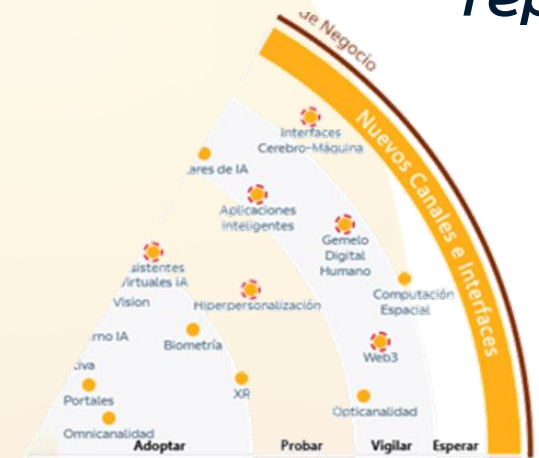 rep
de Negocio
Nuevos Canales e Interfaces
Interfaces
Cerebro-Máquina
ares de IA
Aplicaciones
Inteligentes
Gemelo
Digital
Humano
sistentes
Virtuales IA
Vision
Hiperpersonalización
Computación
Espacial
rno IA
Biometría
Web3
iva
XR
Portales
Opticanalidad
Omnicanalidad
Adoptar
Probar
Vigilar
Esperar